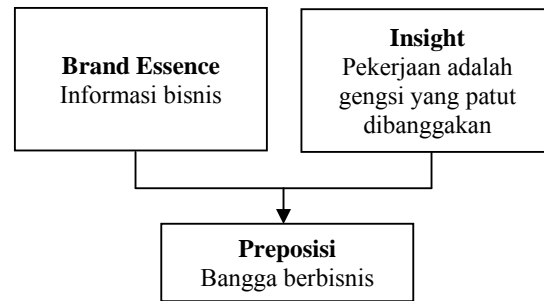 Brand Essence
Informasi bisnis
Insight
Pekerjaan adalah
gengsi yang patut
dibanggakan
Preposisi
Bangga berbisnis